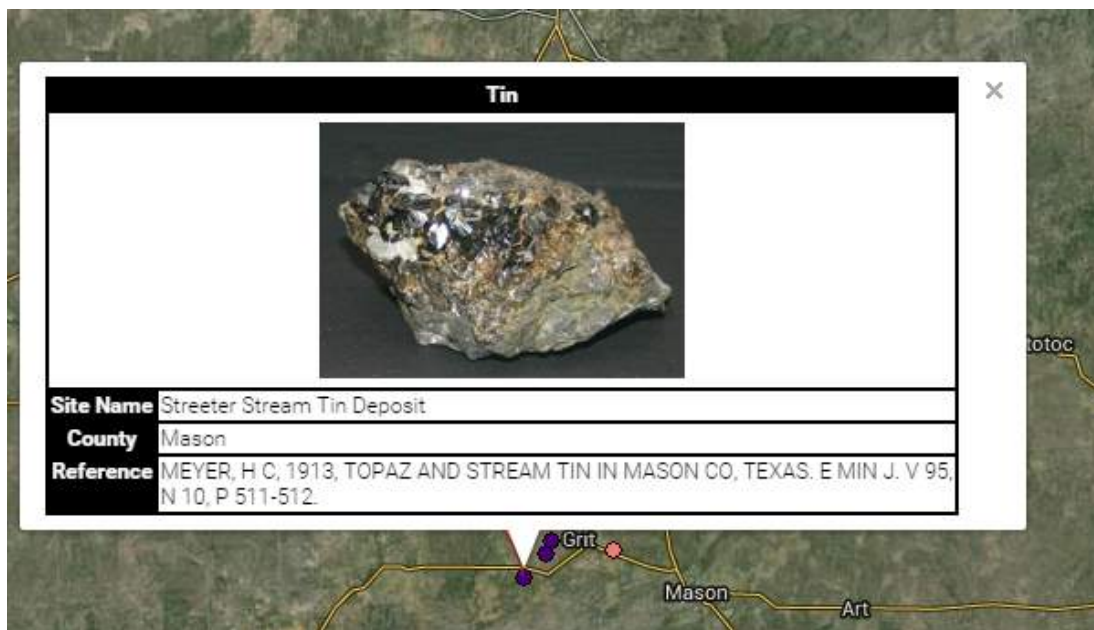 Tin
×
Site Name Streeter Stream Tin Deposit
County Mason
Reference MEYER, H C, 1913, TOPAZ AND STREAM TIN IN MASON CO, TEXAS. E MIN J. V 95,
N 10, P 511-512.
totoc
Grit
Mason
Art